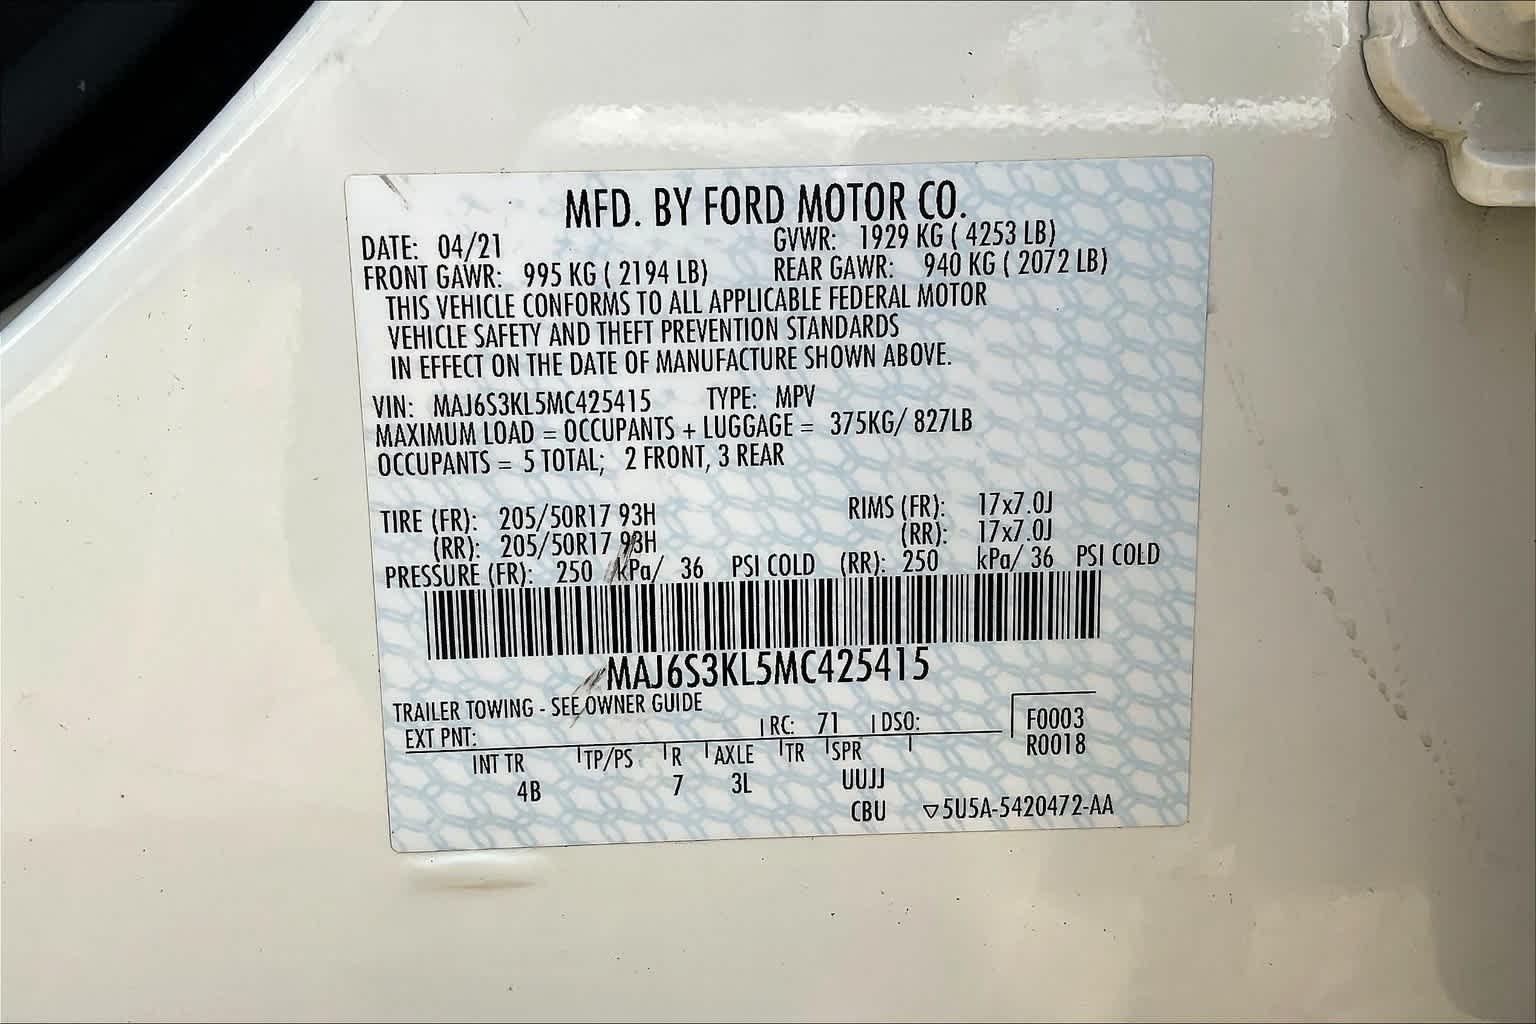 MFD. BY FORD MOTOR CO.
DATE: 04/21 GVWR: 1929 KG ( 4253 LB)
FRONT GAWR: 995 KG ( 2194 LB) REAR GAWR: 940 KG ( 2072 LB)
THIS VEHICLE CONFORMS TO ALL APPLICABLE FEDERAL MOTOR
VEHICLE SAFETY AND THEFT PREVENTION STANDARDS
IN EFFECT ON THE DATE OF MANUFACTURE SHOWN ABOVE.
VIN: MAJ6S3KL5MC425415 TYPE: MPV
MAXIMUM LOAD = OCCUPANTS + LUGGAGE = 375KG/ 827LB
OCCUPANTS = 5 TOTAL; 2 FRONT, 3 REAR
TIRE (FR): 205/50R17 93H RIMS (FR): 17x7.0J
(RR): 205/50R17 93H (RR): 17x7.0J
PRESSURE (FR): 250 kPa/ 36 PSI COLD (RR): 250 kPa/ 36 PSI COLD
MAJ6S3KL5MC425415
TRAILER TOWING - SEE OWNER GUIDE
EXT PNT: RC: 71 DSO: F0003
R0018
INT TR TP/PS R AXLE TR SPR
4B 7 3L UUJJ
CBU ▽5U5A-5420472-AA